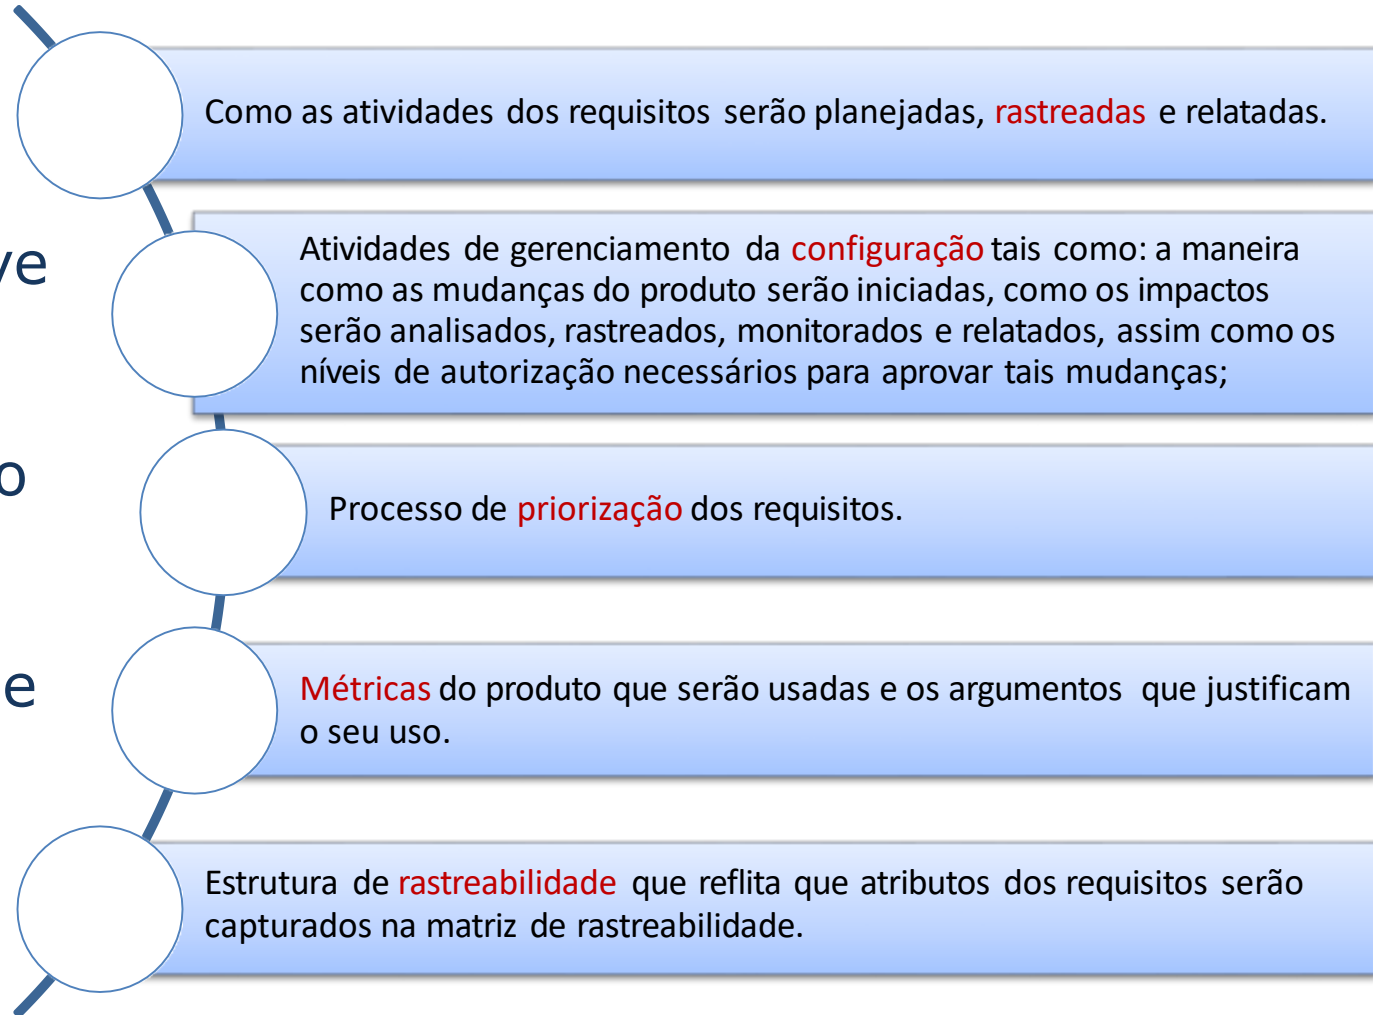 Como as atividades dos requisitos serão planejadas, rastreadas e relatadas.
Atividades de gerenciamento da configuração tais como: a maneira
como as mudanças do produto serão iniciadas, como os impactos
serão analisados, rastreados, monitorados e relatados, assim como os
níveis de autorização necessários para aprovar tais mudanças;
Processo de priorização dos requisitos.
Métricas do produto que serão usadas e os argumentos que justificam
o seu uso.
Estrutura de rastreabilidade que reflita que atributos dos requisitos serão
capturados na matriz de rastreabilidade.